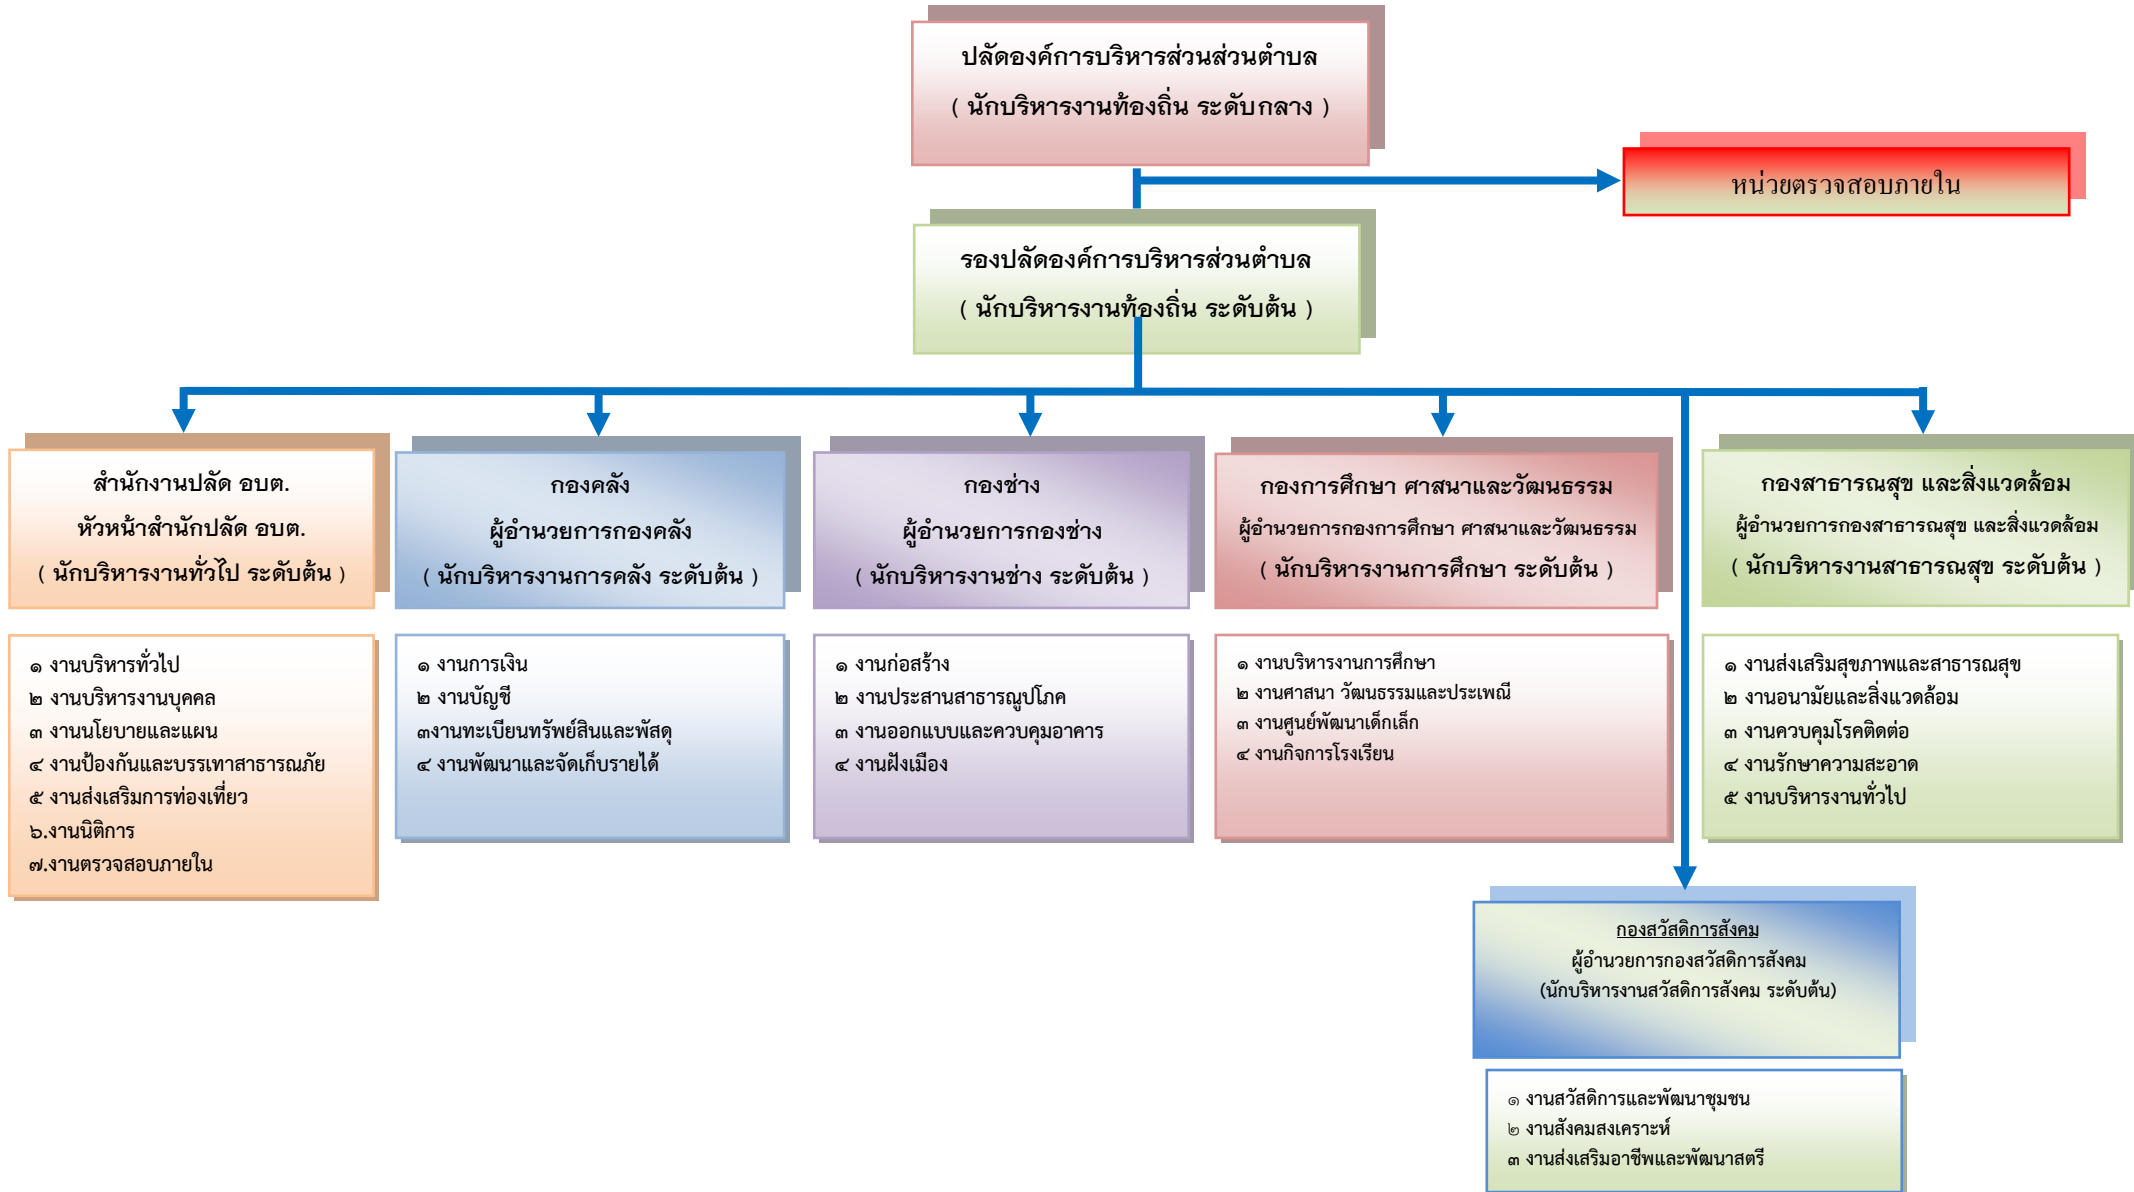 ปลัดองค์การบริหารส่วนส่วนตำบล
( นักบริหารงานท้องถิ่น ระดับกลาง )
หน่วยตรวจสอบภายใน
รองปลัดองค์การบริหารส่วนตำบล
( นักบริหารงานท้องถิ่น ระดับต้น )
สำนักงานปลัด อบต.
หัวหน้าสำนักปลัด อบต.
( นักบริหารงานทั่วไป ระดับต้น )
๑ งานบริหารทั่วไป
๒ งานบริหารงานบุคคล
๓ งานนโยบายและแผน
๔ งานป้องกันและบรรเทาสาธารณภัย
๕ งานส่งเสริมการท่องเที่ยว
๖.งานนิติการ
๗.งานตรวจสอบภายใน
กองคลัง
ผู้อำนวยการกองคลัง
( นักบริหารงานการคลัง ระดับต้น )
๑ งานการเงิน
๒ งานบัญชี
๓งานทะเบียนทรัพย์สินและพัสดุ
๔ งานพัฒนาและจัดเก็บรายได้
กองช่าง
ผู้อำนวยการกองช่าง
( นักบริหารงานช่าง ระดับต้น )
๑ งานก่อสร้าง
๒ งานประสานสาธารณูปโภค
๓ งานออกแบบและควบคุมอาคาร
๔ งานผังเมือง
กองการศึกษา ศาสนาและวัฒนธรรม
ผู้อำนวยการกองการศึกษา ศาสนาและวัฒนธรรม
( นักบริหารงานการศึกษา ระดับต้น )
๑ งานบริหารงานการศึกษา
๒ งานศาสนา วัฒนธรรมและประเพณี
๓ งานศูนย์พัฒนาเด็กเล็ก
๔ งานกิจการโรงเรียน
กองสาธารณสุข และสิ่งแวดล้อม
ผู้อำนวยการกองสาธารณสุข และสิ่งแวดล้อม
( นักบริหารงานสาธารณสุข ระดับต้น )
๑ งานส่งเสริมสุขภาพและสาธารณสุข
๒ งานอนามัยและสิ่งแวดล้อม
๓ งานควบคุมโรคติดต่อ
๔ งานรักษาความสะอาด
๕ งานบริหารงานทั่วไป
กองสวัสดิการสังคม
ผู้อำนวยการกองสวัสดิการสังคม
(นักบริหารงานสวัสดิการสังคม ระดับต้น)
๑ งานสวัสดิการและพัฒนาชุมชน
๒ งานสังคมสงเคราะห์
๓ งานส่งเสริมอาชีพและพัฒนาสตรี